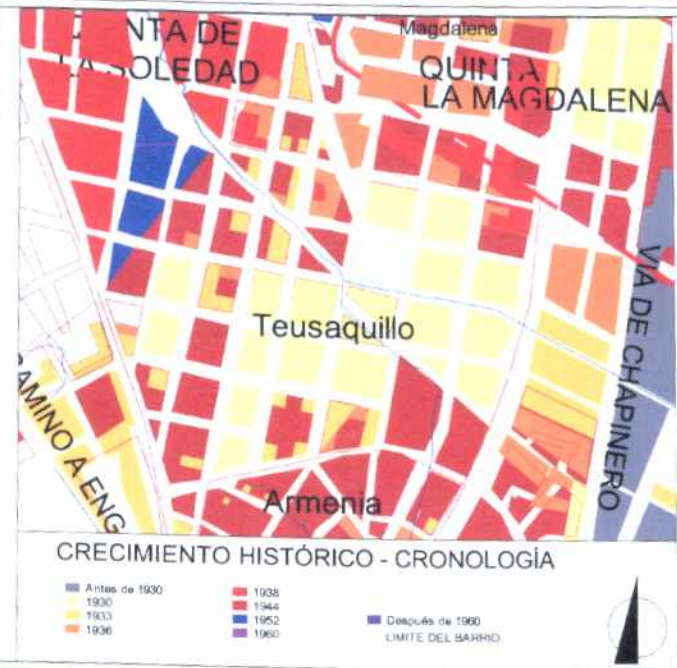 NTA DE
LA SOLEDAD
Magdalena
QUINTA
LA MAGDALENA
VIA DE CHAPINERO
Teusaquillo
CAMINO A ENG
Armenia
CRECIMIENTO HISTÓRICO - CRONOLOGÍA
Antes de 1930
1930
1933
1936
1938
1944
1952
1960
Después de 1960
LIMITE DEL BARRIO